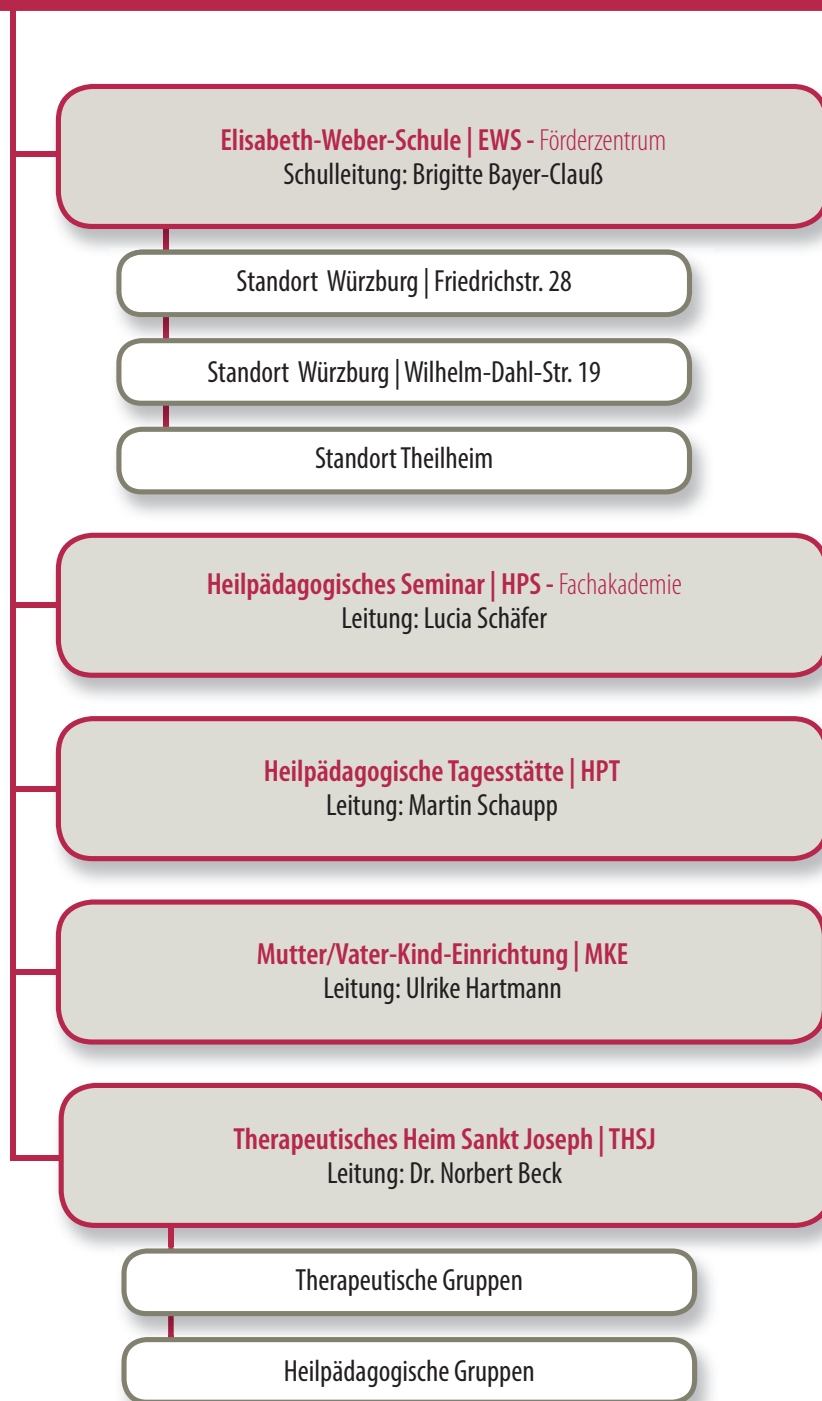 Elisabeth-Weber-Schule | EWS - Förderzentrum
Schulleitung: Brigitte Bayer-Clauß
Standort Würzburg | Friedrichstr. 28
Standort Würzburg | Wilhelm-Dahl-Str. 19
Standort Theilheim
Heilpädagogisches Seminar | HPS - Fachakademie
Leitung: Lucia Schäfer
Heilpädagogische Tagesstätte | HPT
Leitung: Martin Schaupp
Mutter/Vater-Kind-Einrichtung | MKE
Leitung: Ulrike Hartmann
Therapeutisches Heim Sankt Joseph | THSJ
Leitung: Dr. Norbert Beck
Therapeutische Gruppen
Heilpädagogische Gruppen